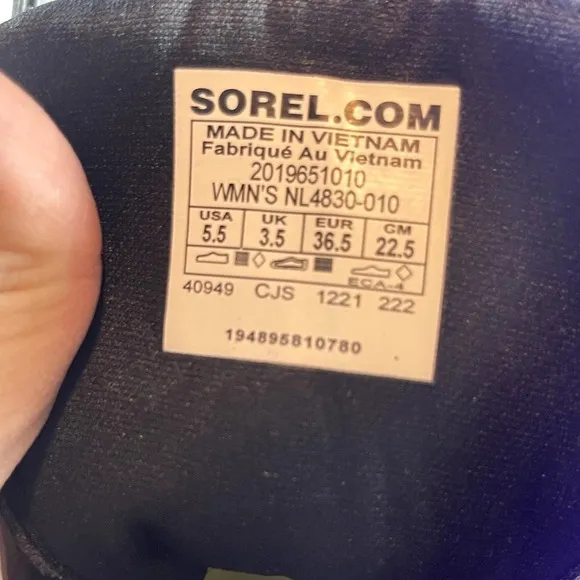 SOREL.COM
MADE IN VIETNAM
Fabriqué Au Vietnam
2019651010
WMN'S NL4830-010
USA UK EUR CM
5.5 3.5 36.5 22.5
ECA-4
40949 CJS 1221 222
194895810780